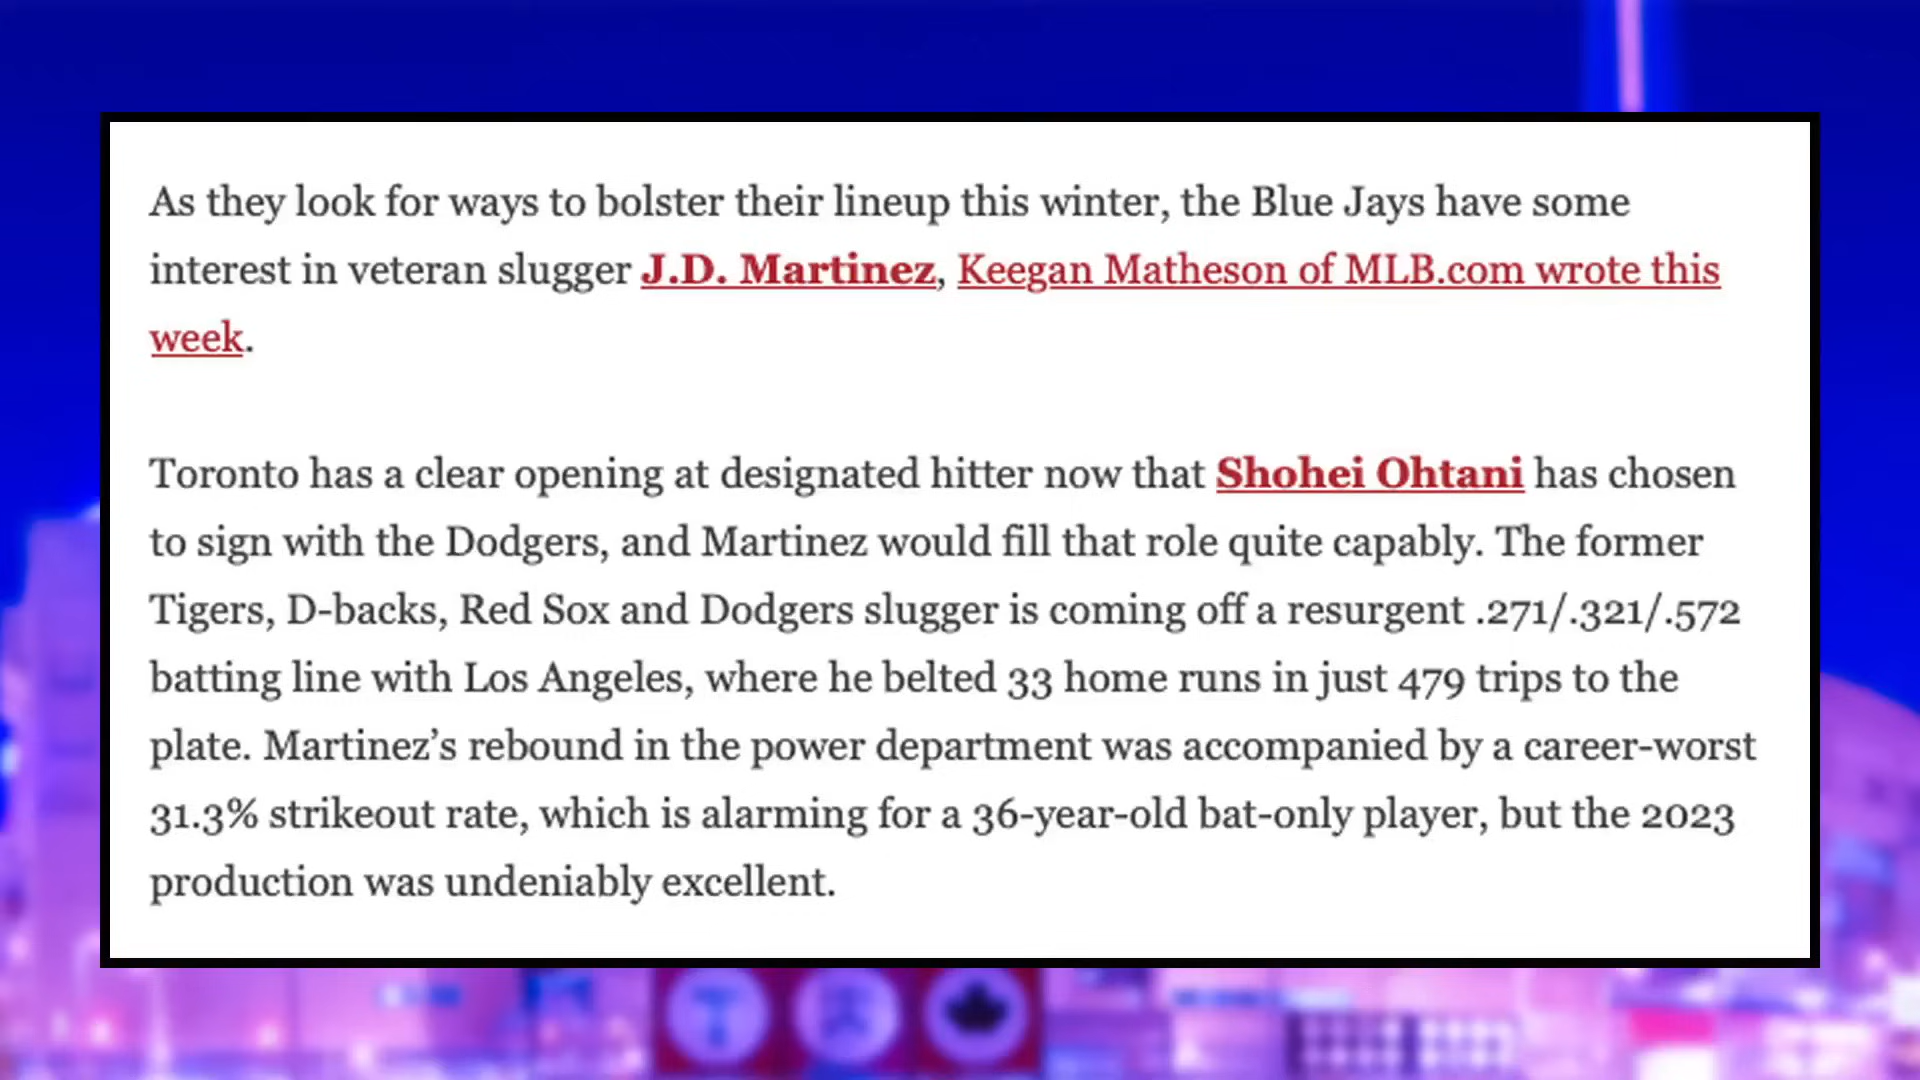 As they look for ways to bolster their lineup this winter, the Blue Jays have some
interest in veteran slugger J.D. Martinez, Keegan Matheson of MLB.com wrote this
week.
Toronto has a clear opening at designated hitter now that Shohei Ohtani has chosen
to sign with the Dodgers, and Martinez would fill that role quite capably. The former
Tigers, D-backs, Red Sox and Dodgers slugger is coming off a resurgent .271/.321/.572
batting line with Los Angeles, where he belted 33 home runs in just 479 trips to the
plate. Martinez’s rebound in the power department was accompanied by a career-worst
31.3% strikeout rate, which is alarming for a 36-year-old bat-only player, but the 2023
production was undeniably excellent.